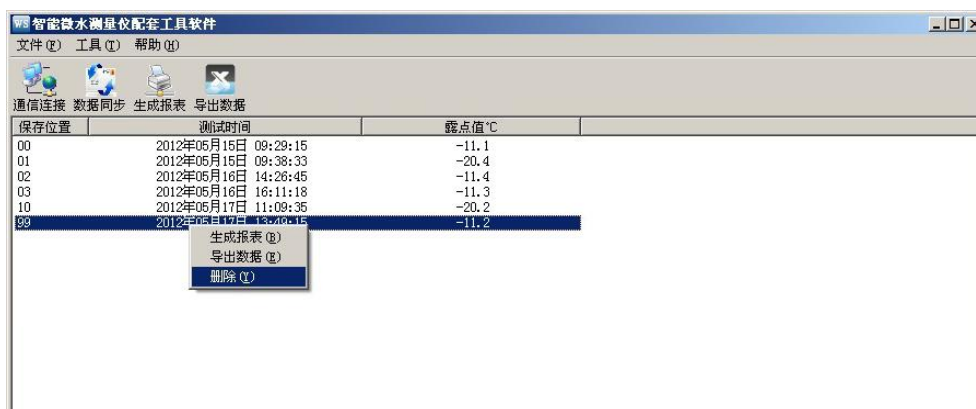 WS 智能微水测量仪配套工具软件
文件(F) 工具(T) 帮助(H)
通信连接 数据同步 生成报表 导出数据
保存位置 测试时间 露点值℃
00 2012年05月15日 09:29:15 -11.1
01 2012年05月15日 09:38:33 -20.4
02 2012年05月16日 14:26:45 -11.4
03 2012年05月16日 16:11:18 -11.3
10 2012年05月17日 11:09:35 -20.2
99 2012年05月17日 13:49:15 -11.2
生成报表(R)
导出数据(E)
删除(Y)